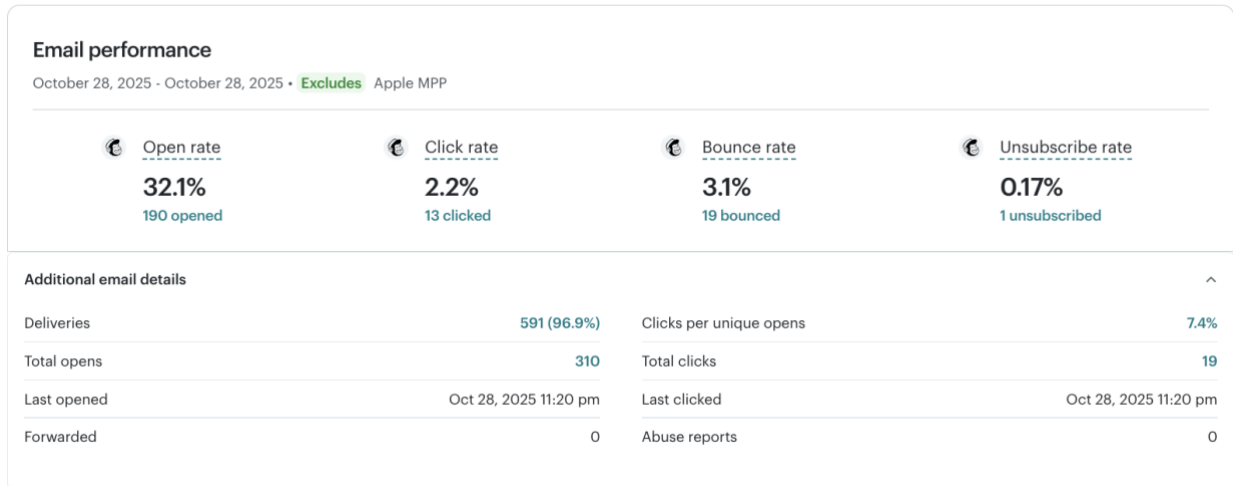 Email performance
October 28, 2025 - October 28, 2025 • Excludes Apple MPP
Open rate
32.1%
190 opened
Click rate
2.2%
13 clicked
Bounce rate
3.1%
19 bounced
Unsubscribe rate
0.17%
1 unsubscribed
Additional email details
Deliveries 591 (96.9%)
Total opens 310
Last opened Oct 28, 2025 11:20 pm
Forwarded 0
Clicks per unique opens 7.4%
Total clicks 19
Last clicked Oct 28, 2025 11:20 pm
Abuse reports 0